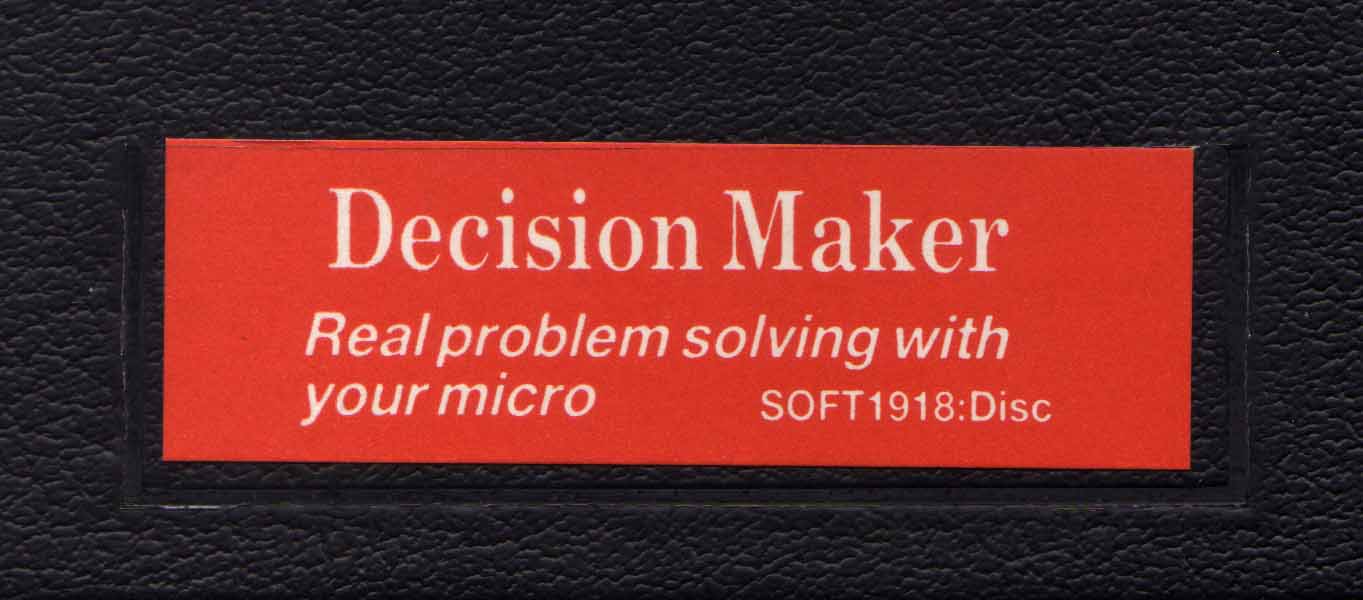 Decision Maker
Real problem solving with
your micro
SOFT1918:Disc